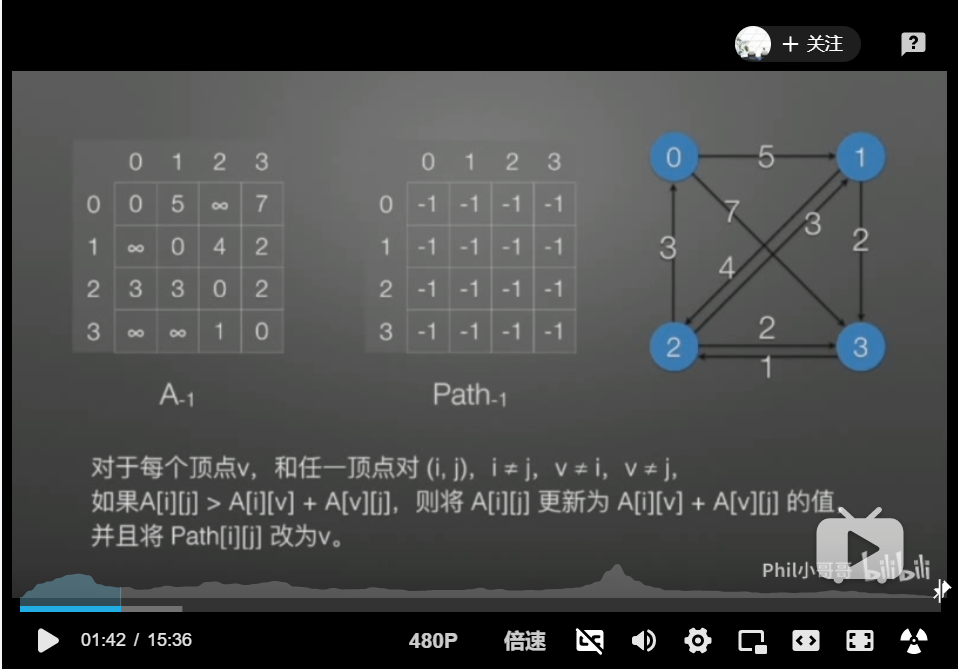 + 关注
?
0 1 2 3 0 1 2 3 0 5 1
0 0 5 ∞ 7 0 -1 -1 -1 -1 7
1 ∞ 0 4 2 1 -1 -1 -1 -1 3 4 3 2
2 3 3 0 2 2 -1 -1 -1 -1 2
3 ∞ ∞ 1 0 3 -1 -1 -1 -1 2 3
1
A-1 Path-1
对于每个顶点v，和任一顶点对 (i, j)，i ≠ j，v ≠ i，v ≠ j，
如果A[i][j] > A[i][v] + A[v][j]，则将 A[i][j] 更新为 A[i][v] + A[v][j] 的值，
并且将 Path[i][j] 改为v。
Phil小哥哥 bilibili
01:42 / 15:36 480P 倍速